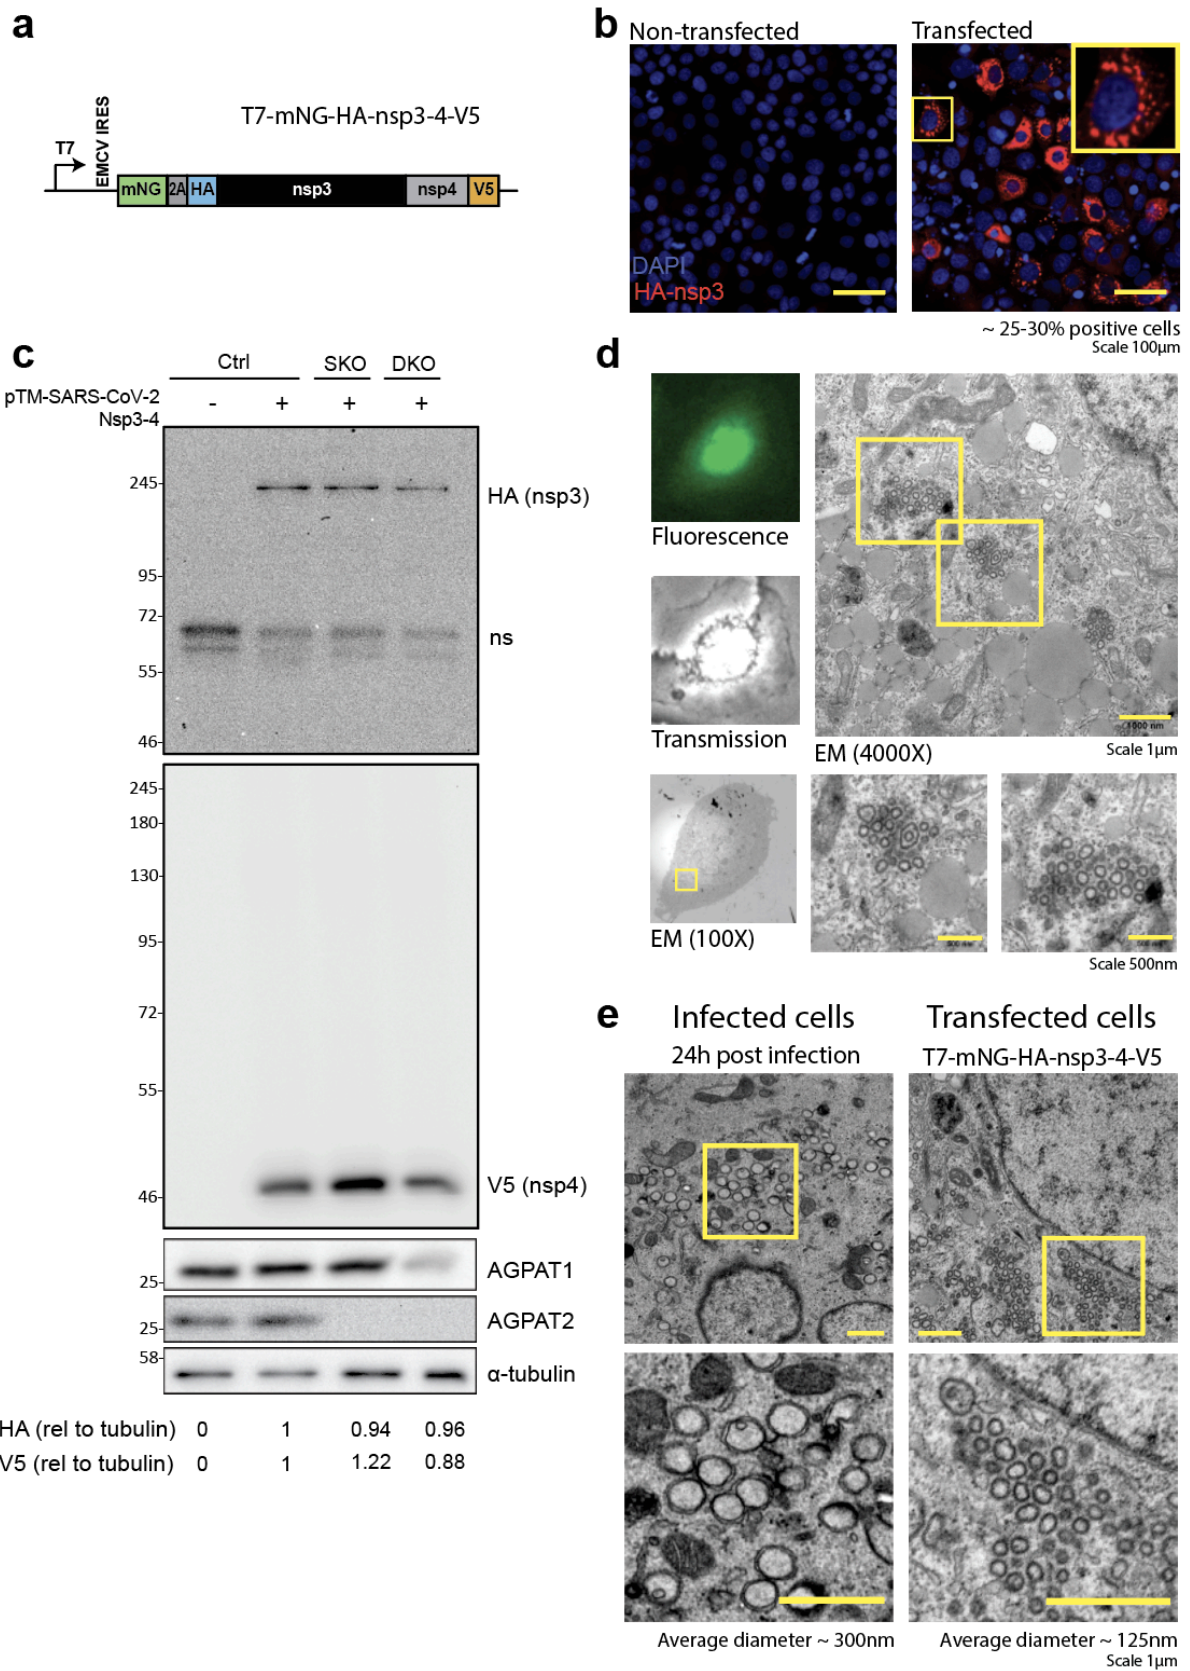 a
T7-mNG-HA-nsp3-4-V5
T7
EMCV IRES
mNG 2A HA nsp3 nsp4 V5
b
Non-transfected
Transfected
DAPI
HA-nsp3
~ 25-30% positive cells
Scale 100µm
c
Ctrl SKO DKO
pTM-SARS-CoV-2
Nsp3-4
- + + +
245
95
72
55
46
HA (nsp3)
ns
245
180
130
95
72
55
46
V5 (nsp4)
25
AGPAT1
25
AGPAT2
58
α-tubulin
HA (rel to tubulin) 0 1 0.94 0.96
V5 (rel to tubulin) 0 1 1.22 0.88
d
Fluorescence
Transmission
EM (100X)
1000 nm
EM (4000X)
Scale 1µm
Scale 500nm
e
Infected cells
24h post infection
Transfected cells
T7-mNG-HA-nsp3-4-V5
Average diameter ~ 300nm
Average diameter ~ 125nm
Scale 1µm